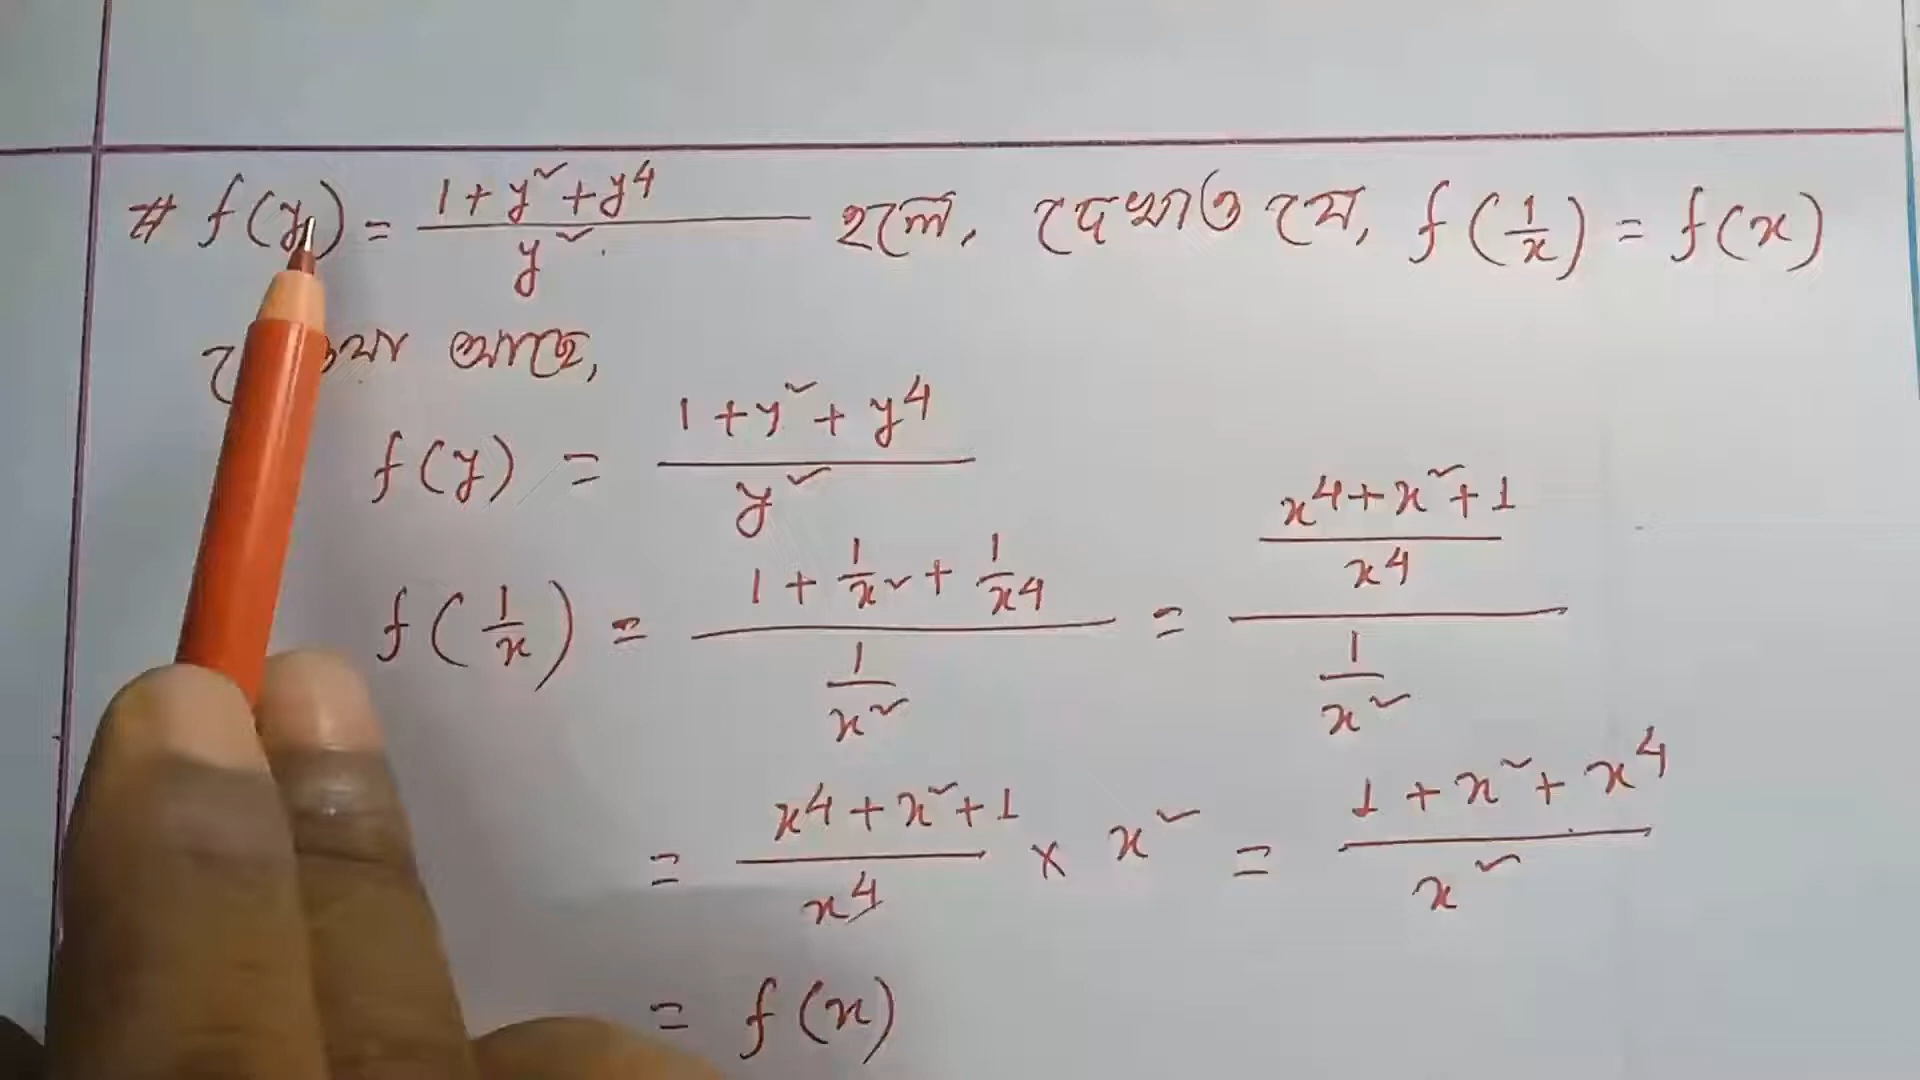 # f(y) = (1+y²+y⁴)/y² হলে, দেখাও যে, f(1/x) = f(x)
আছে,
f(y) = (1+y²+y⁴)/y²
f(1/x) = (1 + 1/x² + 1/x⁴)/(1/x²) = ((x⁴+x²+1)/x⁴)/(1/x²)
= (x⁴+x²+1)/x⁴ × x² = (1+x²+x⁴)/x²
= f(x)